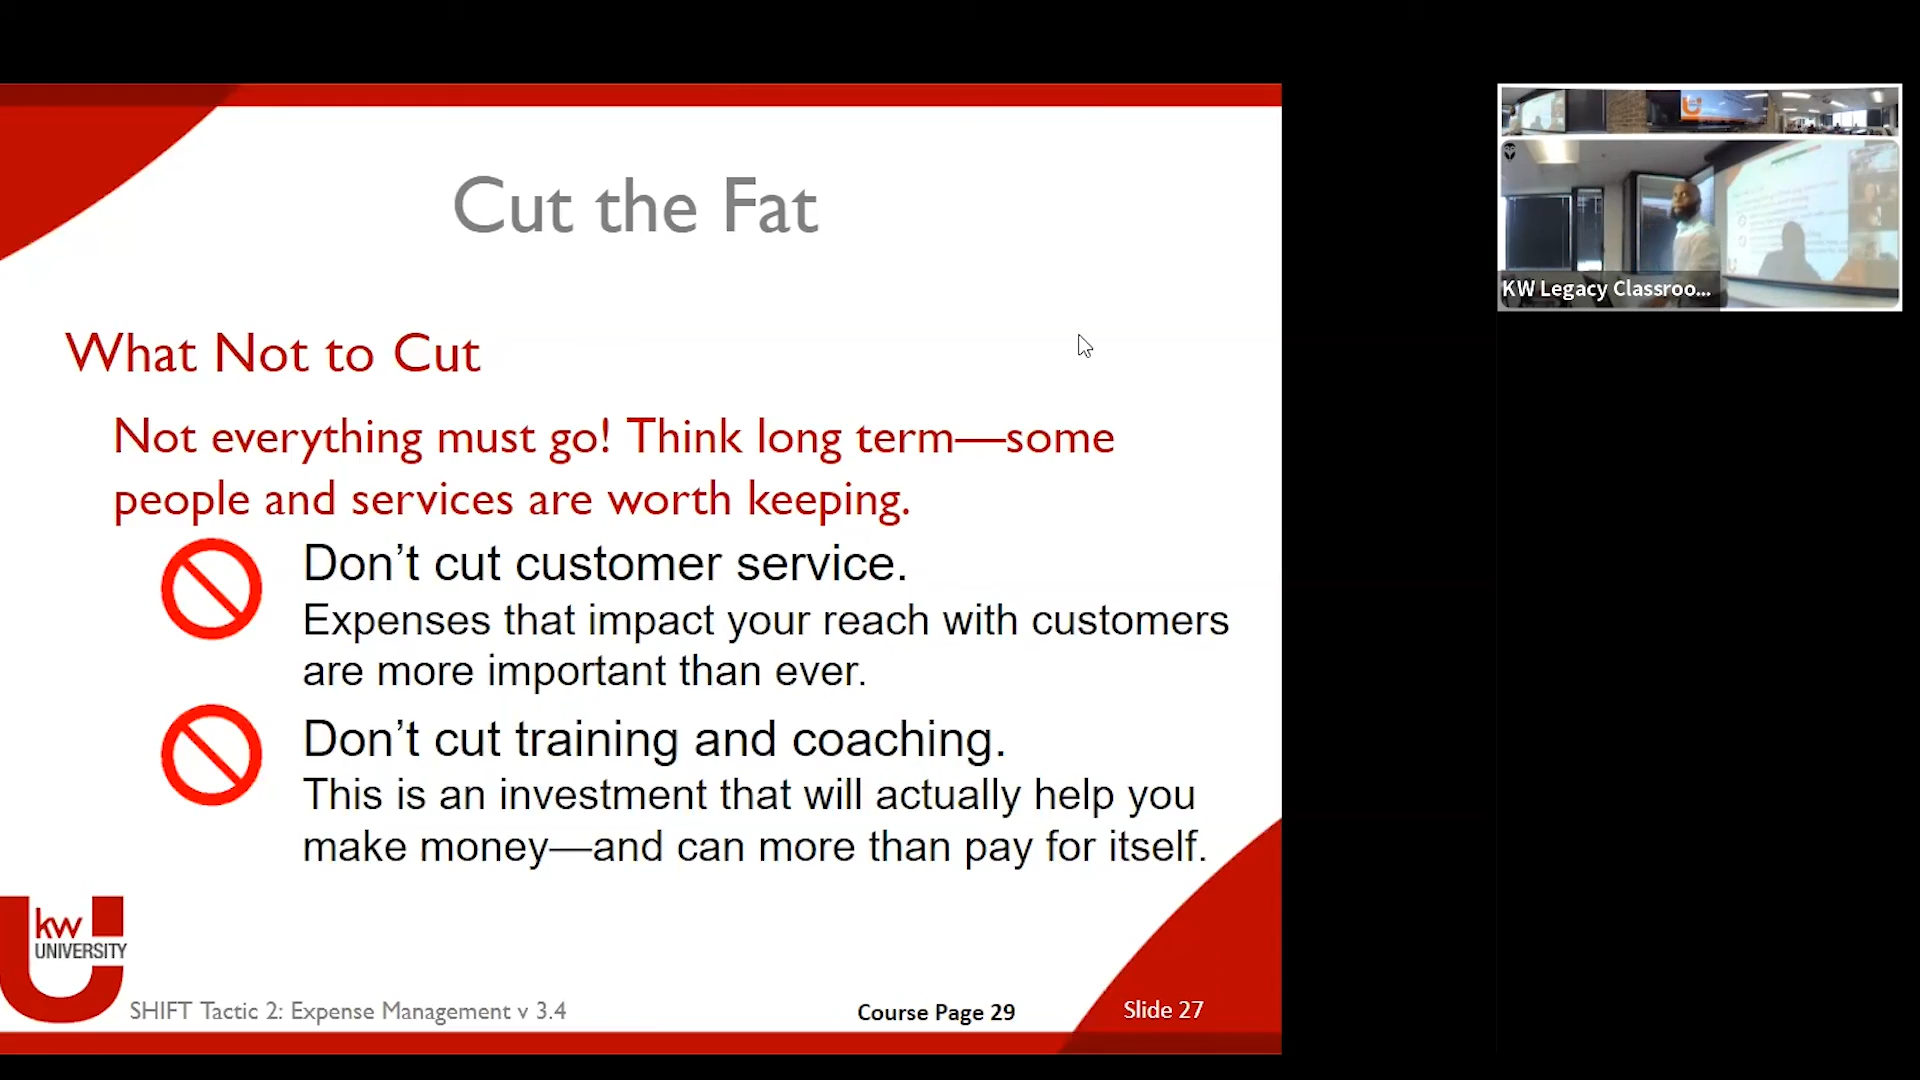 Cut the Fat
What Not to Cut
Not everything must go! Think long term—some
people and services are worth keeping.
Don’t cut customer service.
Expenses that impact your reach with customers
are more important than ever.
Don’t cut training and coaching.
This is an investment that will actually help you
make money—and can more than pay for itself.
kw
UNIVERSITY
SHIFT Tactic 2: Expense Management v 3.4
Course Page 29
Slide 27
KW Legacy Classroo...